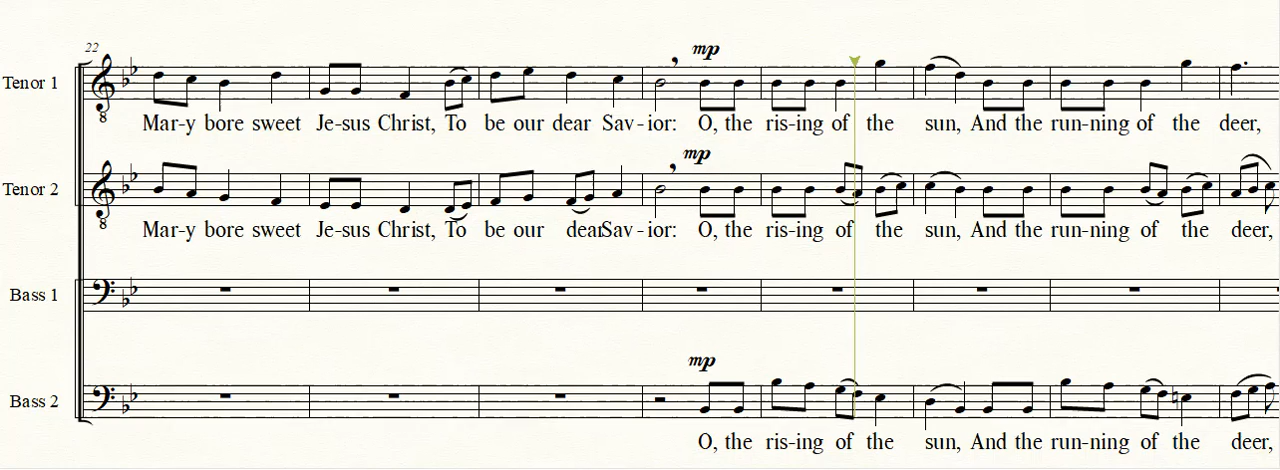 22
mp
Tenor 1
Mar-y bore sweet Je-sus Christ, To be our dear Sav-ior: O, the ris-ing of the sun, And the run-ning of the deer,
mp
Tenor 2
Mar-y bore sweet Je-sus Christ, To be our dearSav-ior: O, the ris-ing of the sun, And the run-ning of the deer,
Bass 1
mp
Bass 2
O, the ris-ing of the sun, And the run-ning of the deer,